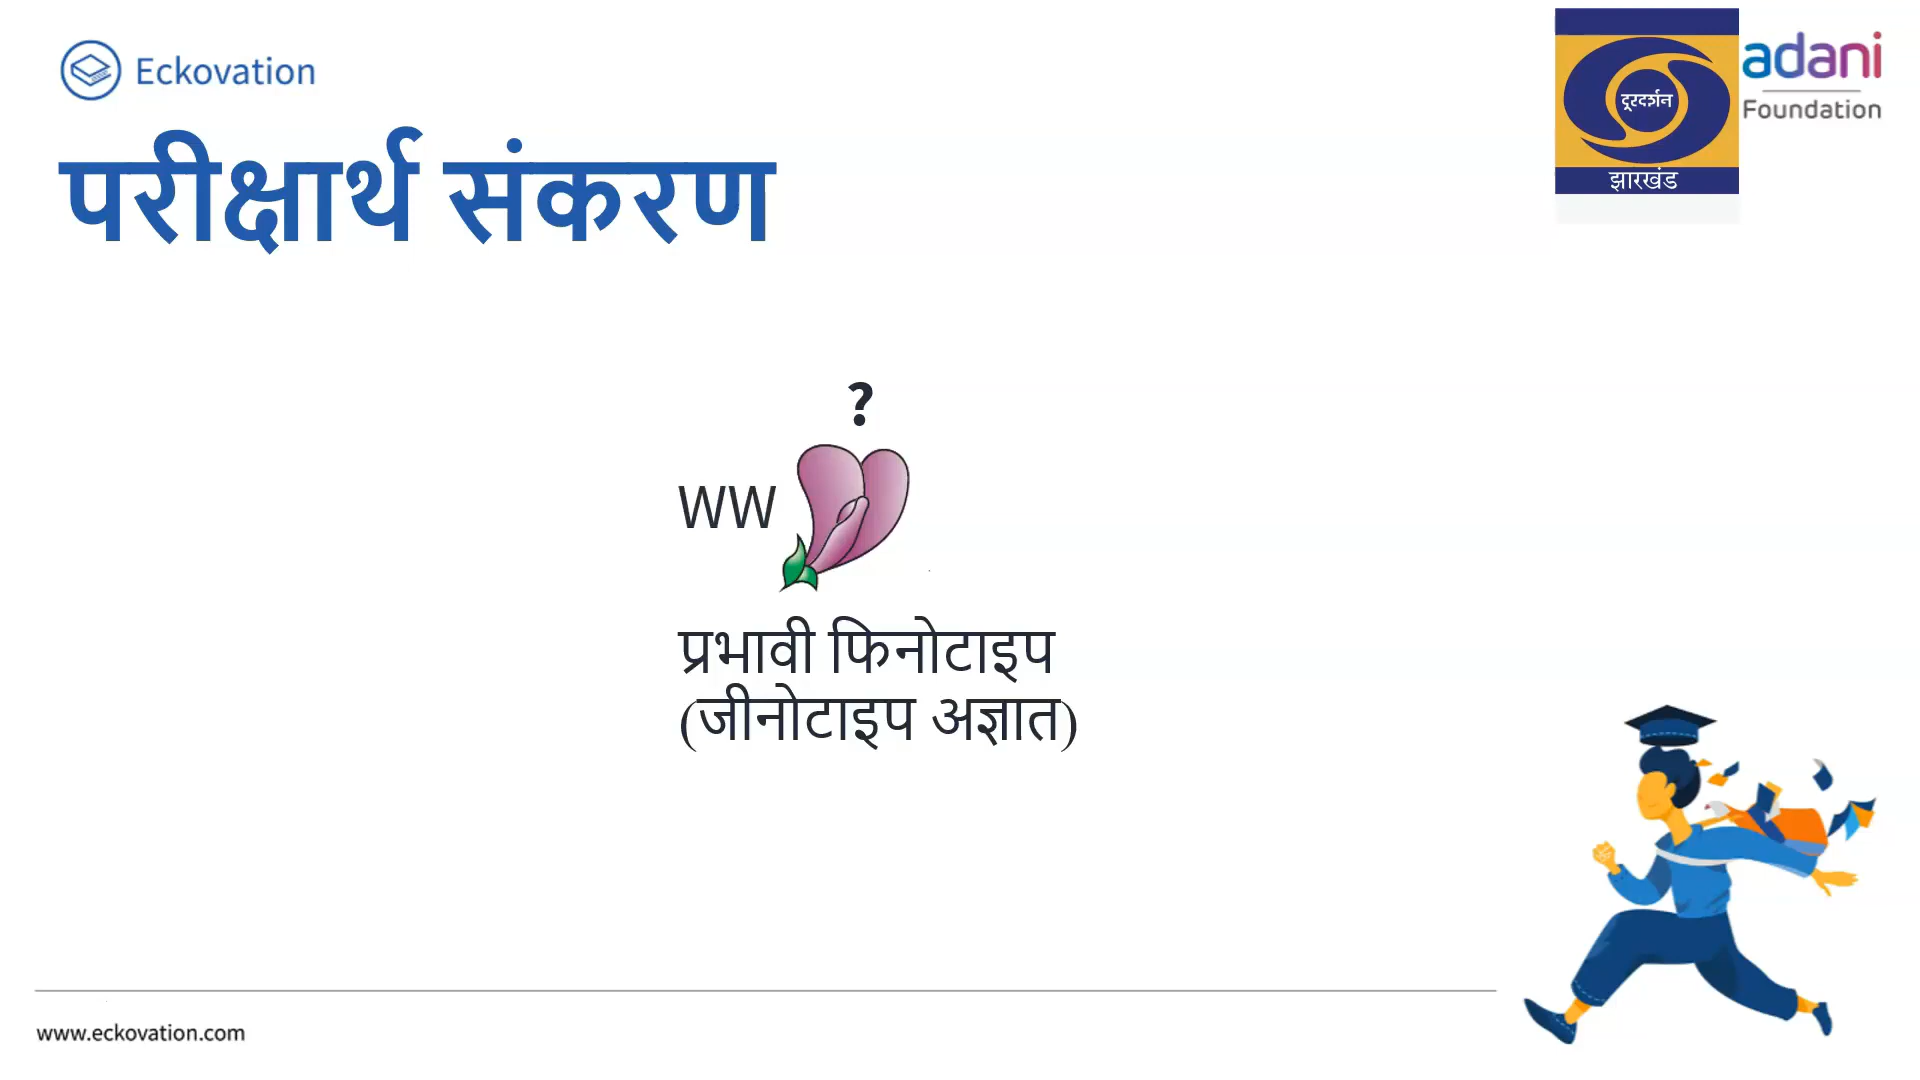 Eckovation
दूरदर्शन
adani
Foundation
झारखंड
परीक्षार्थ संकरण
?
WW
प्रभावी फिनोटाइप
(जीनोटाइप अज्ञात)
www.eckovation.com